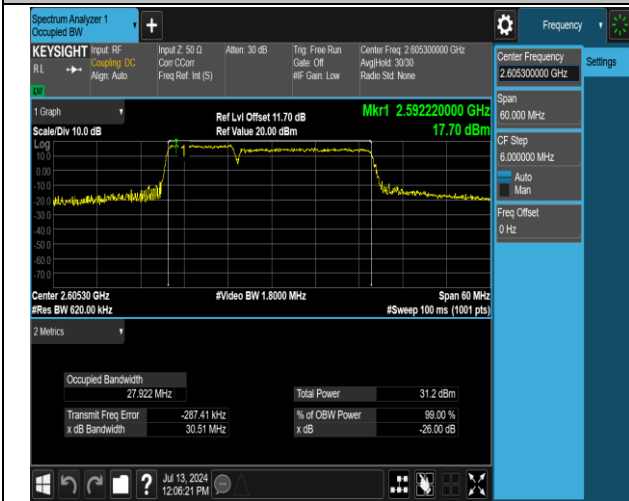 Spectrum Analyzer 1
Occupied BW
+
Frequency
KEYSIGHT
RL
LW
Input: RF
Coupling: DC
Align: Auto
Input Z: 50 Ω
Corr CCorr
Freq Ref: Int (S)
Atten: 30 dB
Trig: Free Run
Gate: Off
#IF Gain: Low
Center Freq: 2.605300000 GHz
Avg|Hold: 30/30
Radio Std: None
Center Frequency
2.605300000 GHz
Settings
Span
60.000 MHz
CF Step
6.000000 MHz
Auto
Man
Freq Offset
0 Hz
1 Graph
Scale/Div 10.0 dB
Ref Lvl Offset 11.70 dB
Ref Value 20.00 dBm
Mkr1 2.592220000 GHz
17.70 dBm
Log
10.0
0.00
-10.0
-20.0
-30.0
-40.0
-50.0
-60.0
-70.0
Center 2.60530 GHz
#Video BW 1.8000 MHz
Span 60 MHz
#Res BW 620.00 kHz
#Sweep 100 ms (1001 pts)
2 Metrics
Occupied Bandwidth
27.922 MHz
Total Power 31.2 dBm
Transmit Freq Error -287.41 kHz
% of OBW Power 99.00 %
x dB Bandwidth 30.51 MHz
x dB -26.00 dB
?
Jul 13, 2024
12:06:21 PM